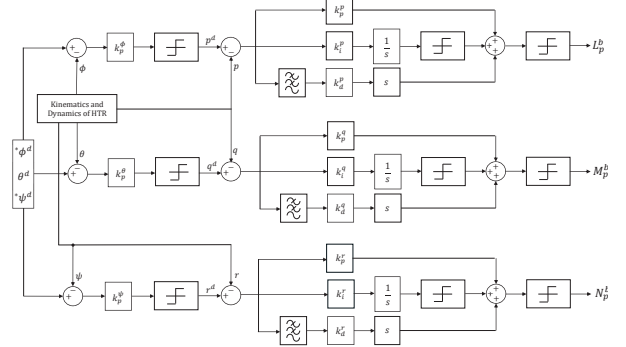 k_p^p
k_p^ϕ
p^d
k_i^p
1/s
L_p^b
ϕ
p
k_d^p
s
Kinematics and
Dynamics of HTR
*ϕ^d
θ^d
*ψ^d
θ
q
k_p^q
k_p^θ
q^d
k_i^q
1/s
M_p^b
k_d^q
s
ψ
r
k_p^r
k_p^ψ
r^d
k_i^r
1/s
N_p^b
k_d^r
s